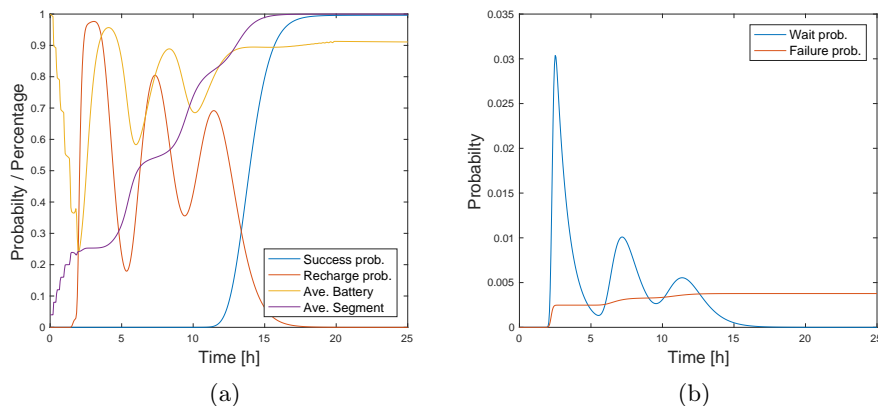 1
0.9
0.8
0.7
0.6
0.5
0.4
0.3
0.2
0.1
0
Probabilty / Percentage
0 5 10 15 20 25
Time [h]
Success prob.
Recharge prob.
Ave. Battery
Ave. Segment
(a)
0.035
0.03
0.025
0.02
0.015
0.01
0.005
0
Probabilty
0 5 10 15 20 25
Time [h]
Wait prob.
Failure prob.
(b)